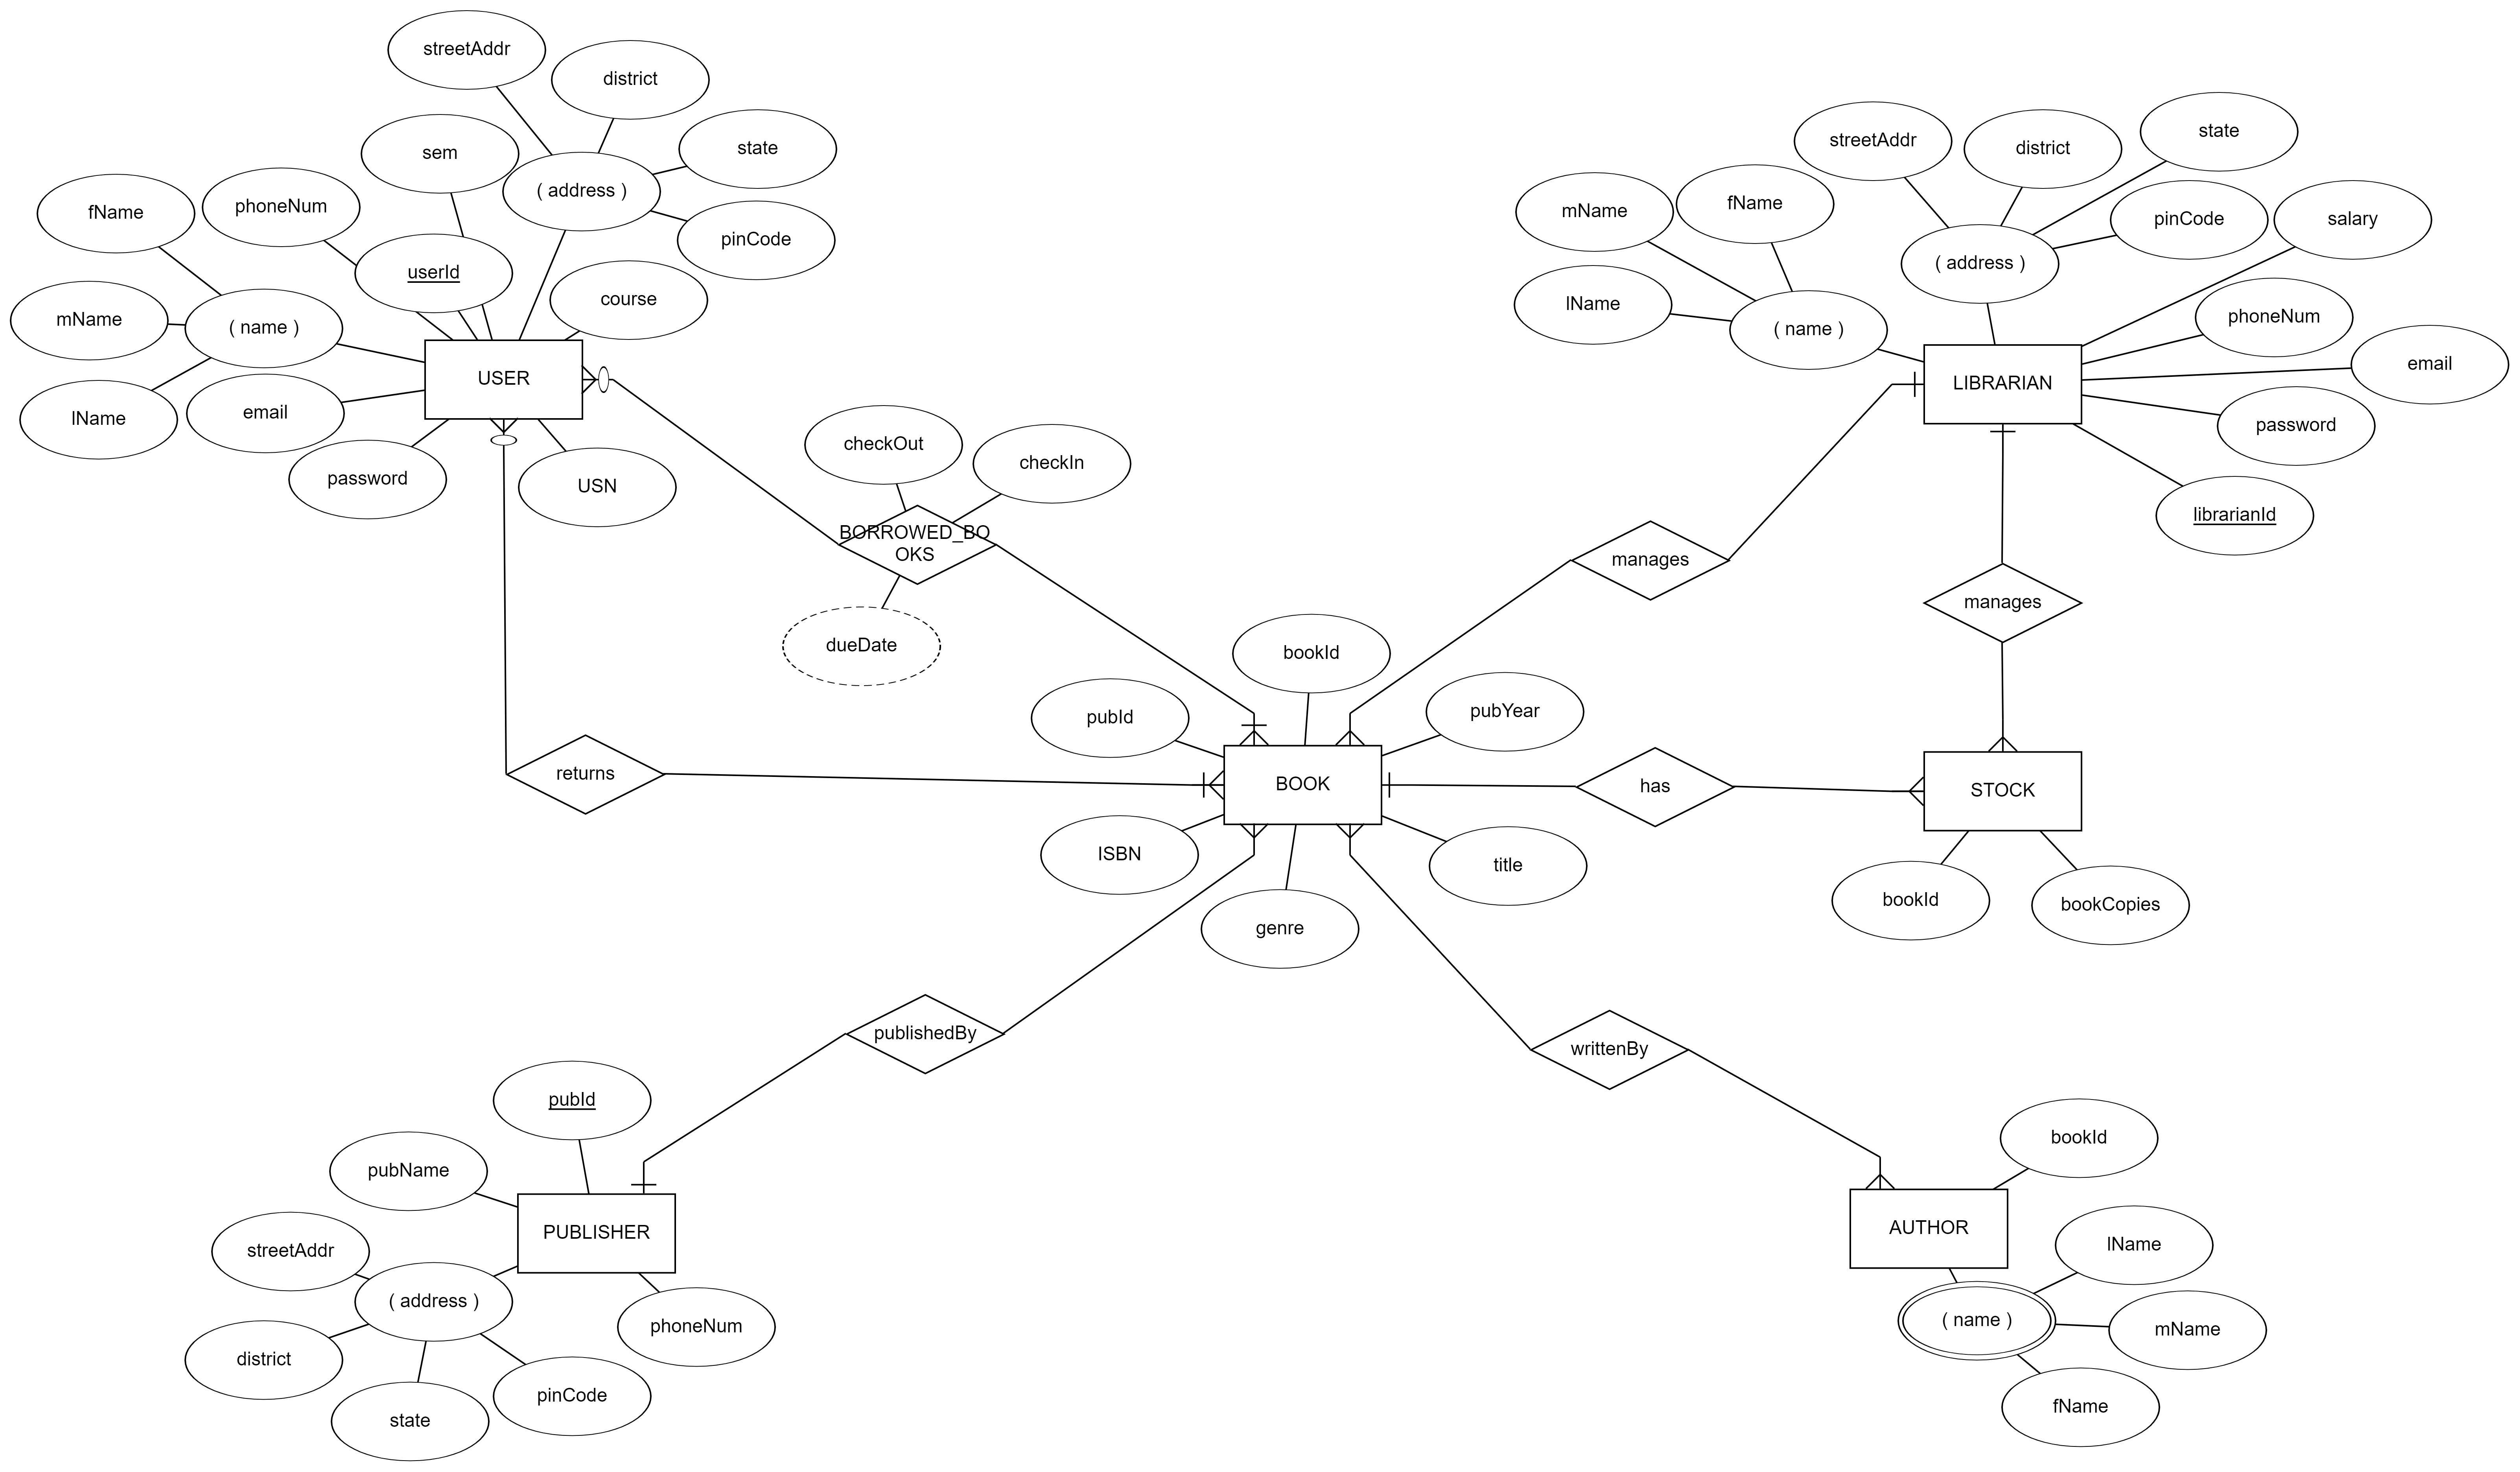 streetAddr
district
sem
state
( address )
fName
phoneNum
pinCode
userId
course
mName
( name )
USER
lName
email
password
USN
streetAddr
district
state
mName
fName
pinCode
salary
( address )
lName
( name )
phoneNum
LIBRARIAN
email
password
librarianId
checkOut
checkIn
BORROWED_BO
OKS
dueDate
manages
manages
bookId
pubId
pubYear
returns
BOOK
has
STOCK
ISBN
title
genre
bookId
bookCopies
publishedBy
writtenBy
pubId
pubName
PUBLISHER
streetAddr
( address )
phoneNum
district
state
pinCode
bookId
AUTHOR
lName
( name )
mName
fName